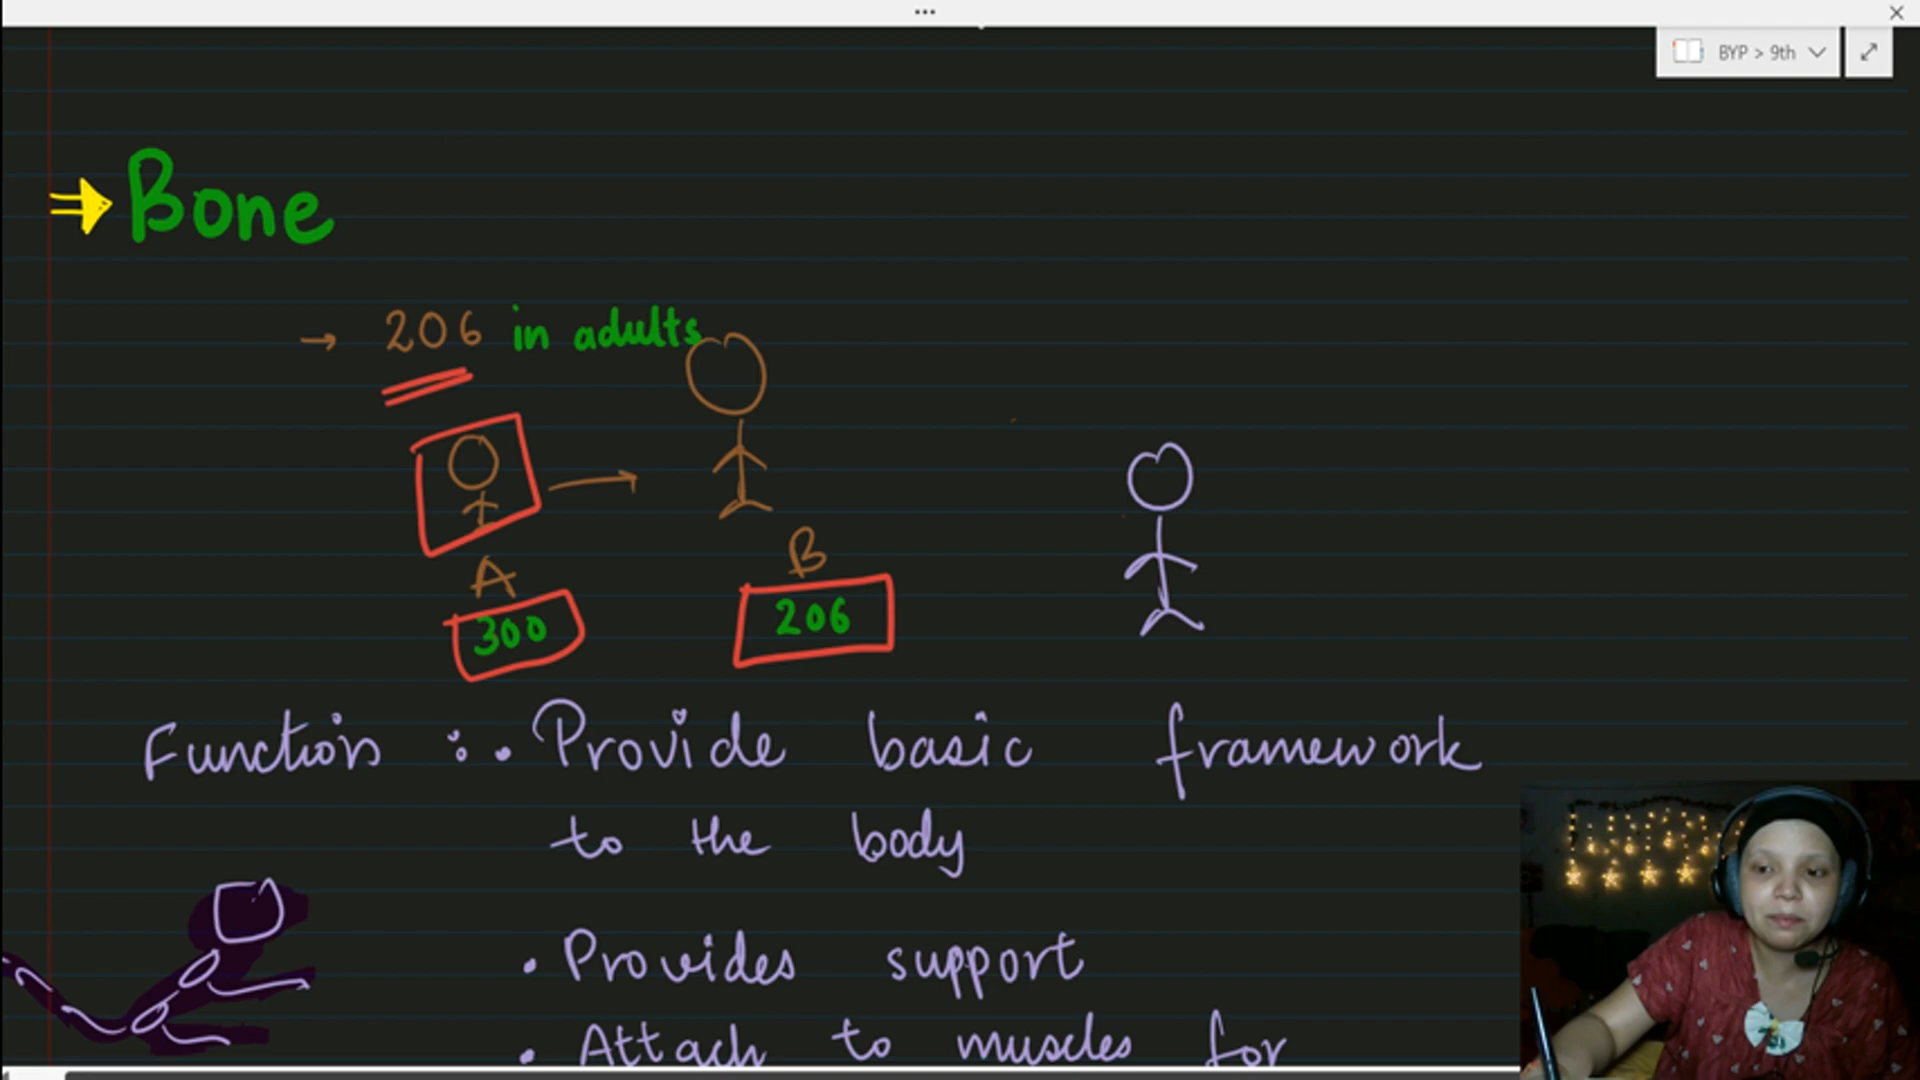 BYP > 9th
⇒ Bone
→ 206 in adults
A
B
300
206
Function :• Provide basic framework
to the body
• Provides support
• Attach to muscles for